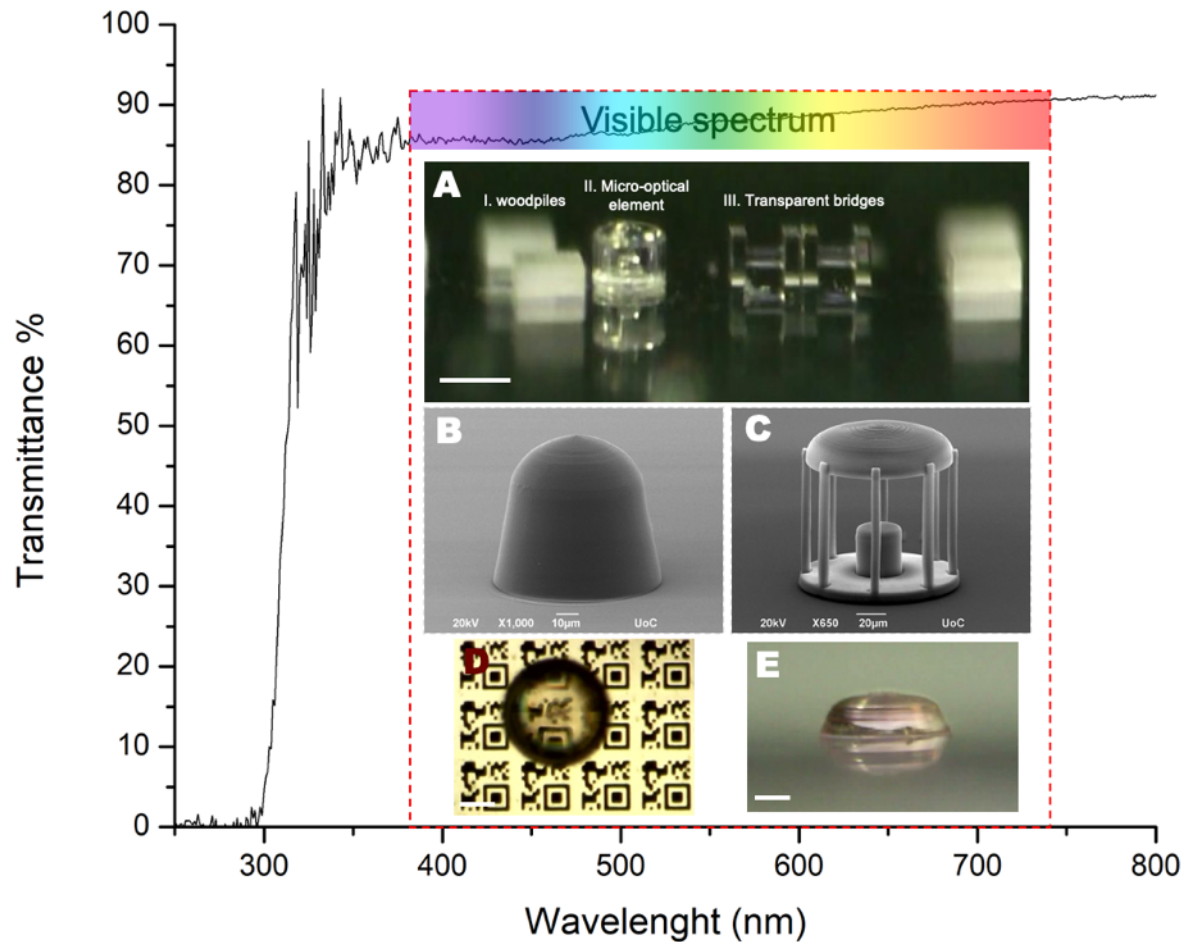 100
90
80
70
60
50
40
30
20
10
0
Transmittance %
Visible spectrum
A
I. woodpiles
II. Micro-optical
element
III. Transparent bridges
B
20kV X1,000 10µm UoC
C
20kV X650 20µm UoC
D
E
300 400 500 600 700 800
Wavelenght (nm)